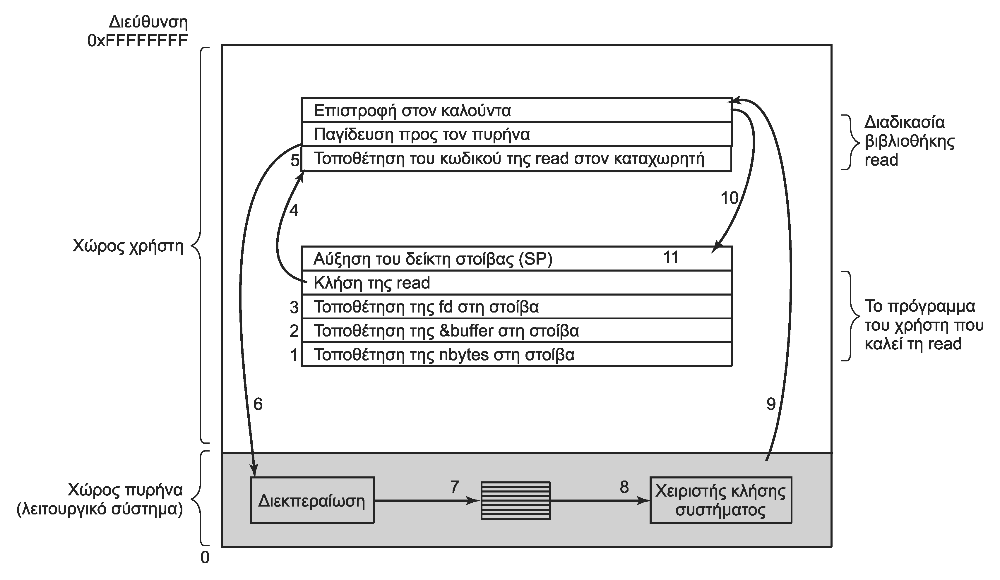 Διεύθυνση
0xFFFFFFFF
Επιστροφή στον καλούντα
Παγίδευση προς τον πυρήνα
5 Τοποθέτηση του κωδικού της read στον καταχωρητή
Διαδικασία
βιβλιοθήκης
read
4
10
Χώρος χρήστη
Αύξηση του δείκτη στοίβας (SP) 11
Κλήση της read
3 Τοποθέτηση της fd στη στοίβα
2 Τοποθέτηση της &buffer στη στοίβα
1 Τοποθέτηση της nbytes στη στοίβα
Το πρόγραμμα
του χρήστη που
καλεί τη read
6
9
Χώρος πυρήνα
(λειτουργικό σύστημα)
Διεκπεραίωση
7
8
Χειριστής κλήσης
συστήματος
0